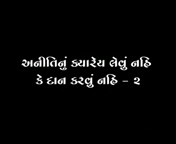 અનીતિનું ક્યારેય લેવું નહિ
કે દાન કરવું નહિ - ૨